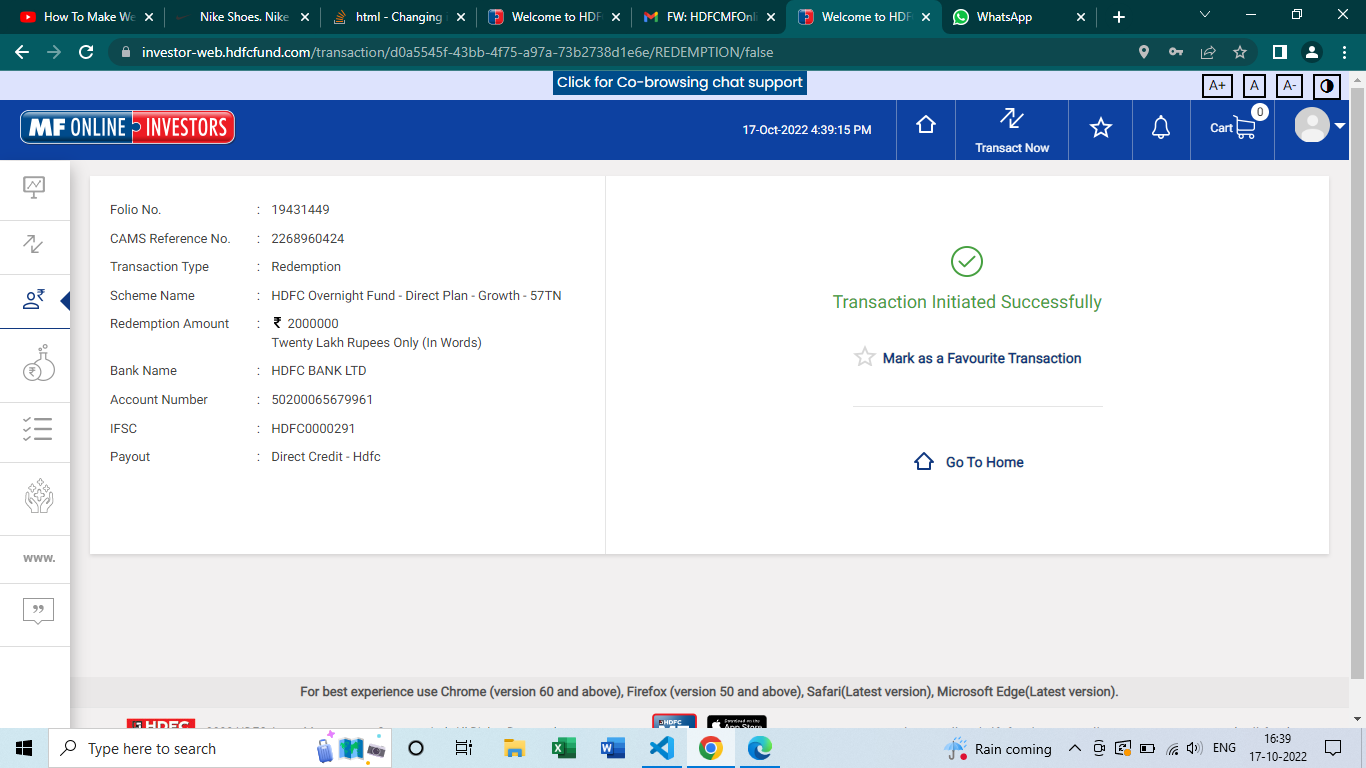 How To Make We
Nike Shoes. Nike
html - Changing
Welcome to HDF
FW: HDFCMFOnl
Welcome to HDF
WhatsApp
investor-web.hdfcfund.com/transaction/d0a5545f-43bb-4f75-a97a-73b2738d1e6e/REDEMPTION/false
Click for Co-browsing chat support
A+ A A-
MF ONLINE INVESTORS
17-Oct-2022 4:39:15 PM
Transact Now
Cart 0
Folio No. : 19431449
CAMS Reference No. : 2268960424
Transaction Type : Redemption
Scheme Name : HDFC Overnight Fund - Direct Plan - Growth - 57TN
Redemption Amount : ₹ 2000000
Twenty Lakh Rupees Only (In Words)
Bank Name : HDFC BANK LTD
Account Number : 50200065679961
IFSC : HDFC0000291
Payout : Direct Credit - Hdfc
Transaction Initiated Successfully
Mark as a Favourite Transaction
Go To Home
www.
For best experience use Chrome (version 60 and above), Firefox (version 50 and above), Safari(Latest version), Microsoft Edge(Latest version).
HDFC
HDFC
Download on the
App Store
Type here to search
Rain coming
ENG
16:39
17-10-2022